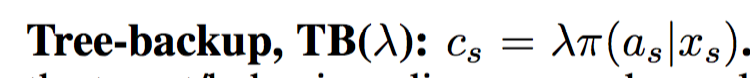 Tree-backup, TB(λ): c_s = λπ(a_s|x_s).